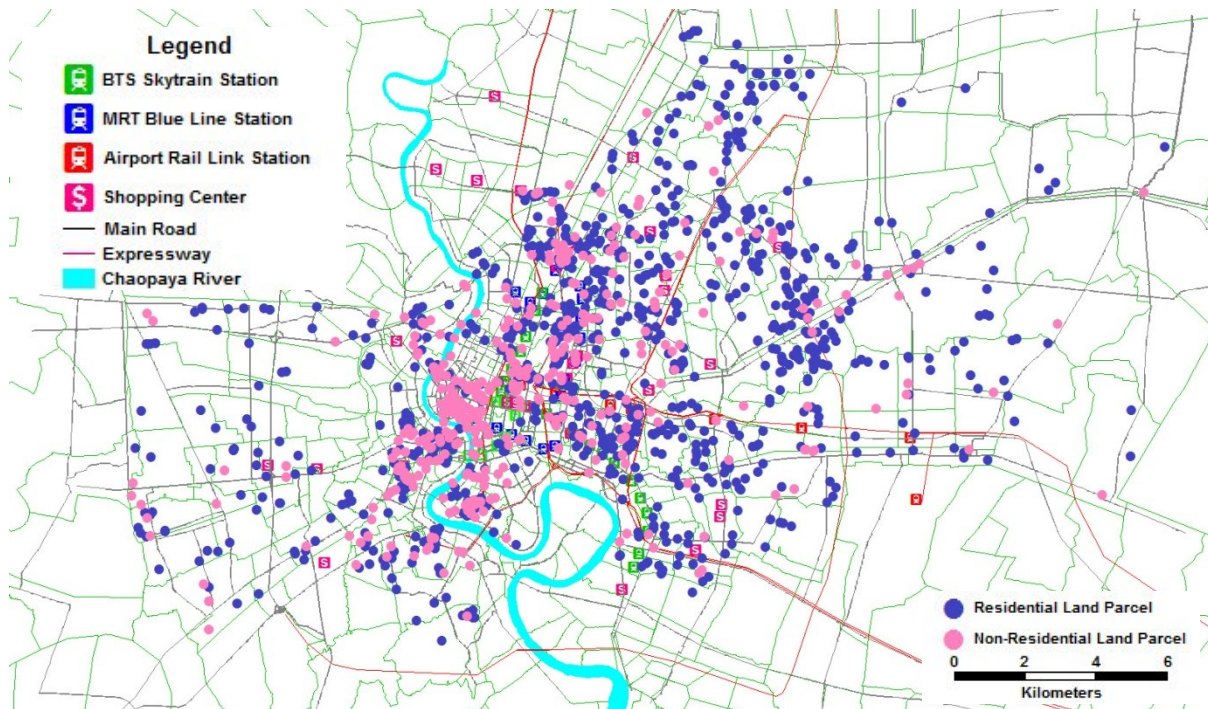 Legend
BTS Skytrain Station
MRT Blue Line Station
Airport Rail Link Station
$ Shopping Center
Main Road
Expressway
Chaopaya River
Residential Land Parcel
Non-Residential Land Parcel
0 2 4 6
Kilometers